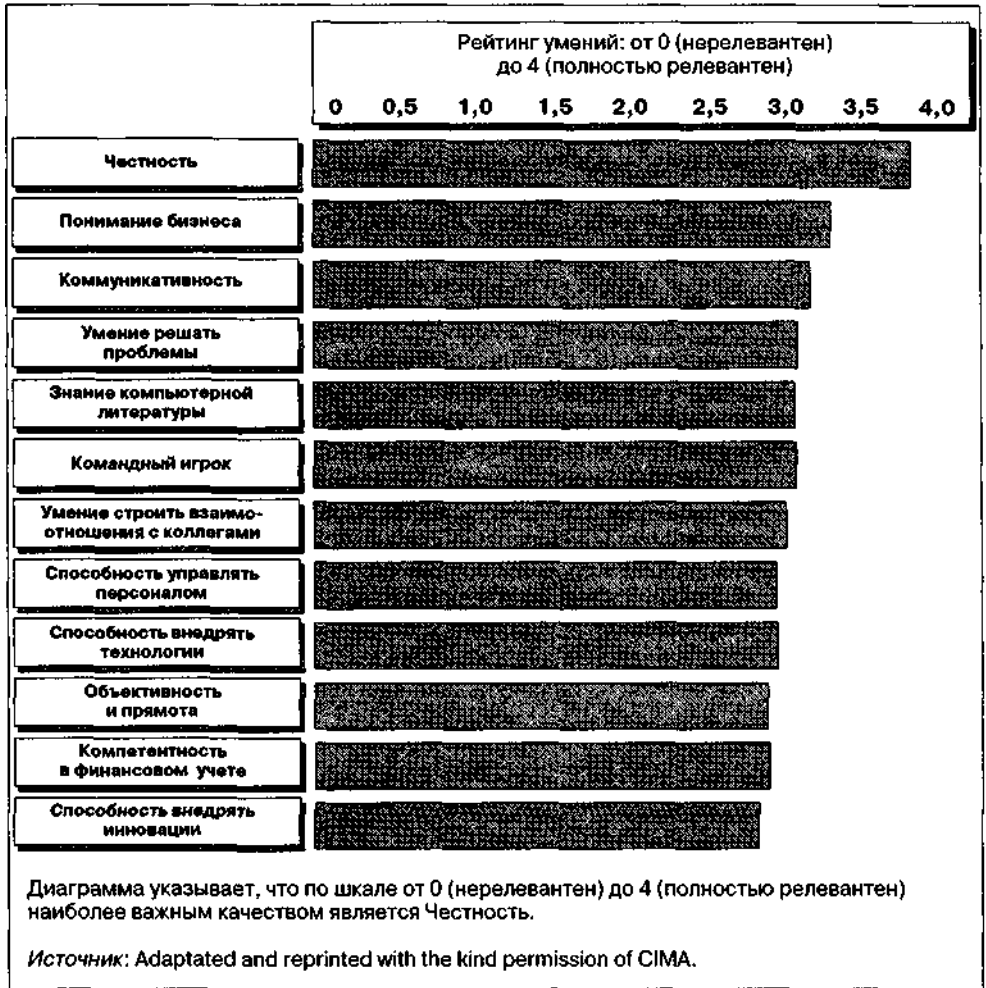 Рейтинг умений: от 0 (нерелевантен)
до 4 (полностью релевантен)
0 0,5 1,0 1,5 2,0 2,5 3,0 3,5 4,0
Честность
Понимание бизнеса
Коммуникативность
Умение решать
проблемы
Знание компьютерной
литературы
Командный игрок
Умение строить взаимо-
отношения с коллегами
Способность управлять
персоналом
Способность внедрять
технологии
Объективность
и прямота
Компетентность
в финансовом учете
Способность внедрять
инновации
Диаграмма указывает, что по шкале от 0 (нерелевантен) до 4 (полностью релевантен)
наиболее важным качеством является Честность.
Источник: Adaptated and reprinted with the kind permission of CIMA.